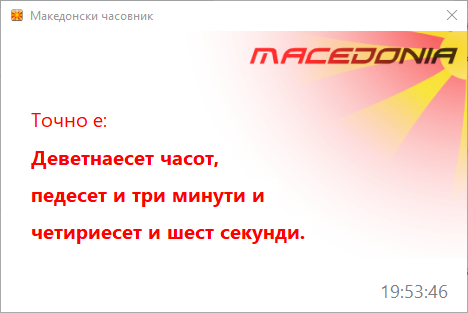 Македонски часовник
MACEDONIA
Точно е:
Деветнаесет часот,
педесет и три минути и
четириесет и шест секунди.
19:53:46